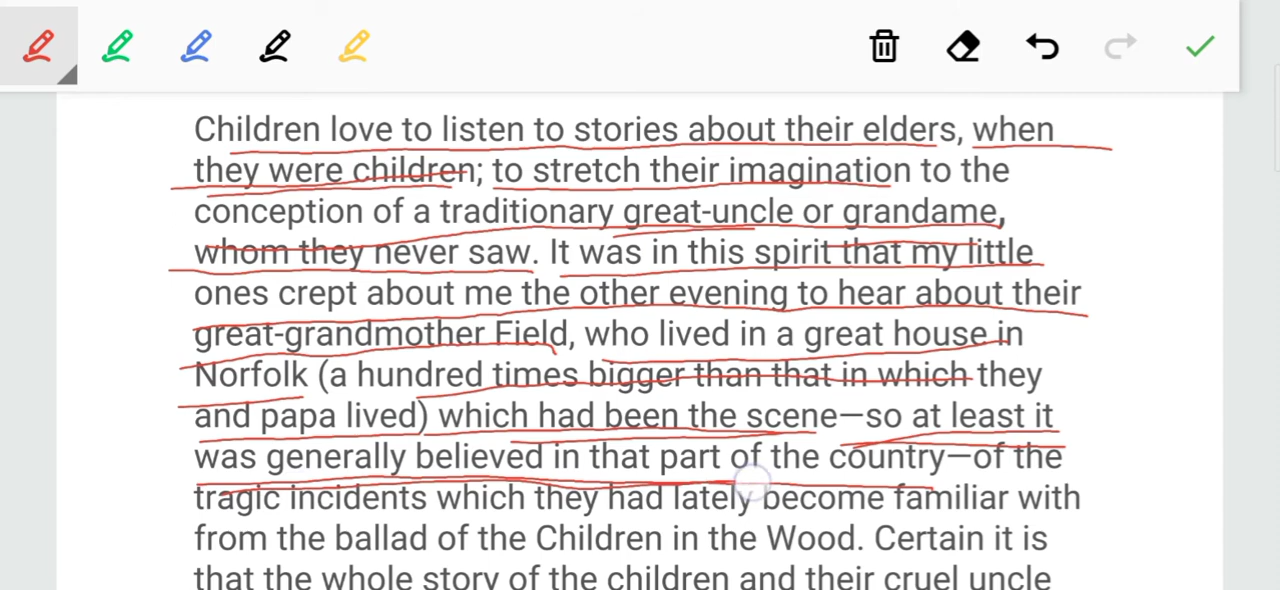 Children love to listen to stories about their elders, when
they were children; to stretch their imagination to the
conception of a traditionary great-uncle or grandame,
whom they never saw. It was in this spirit that my little
ones crept about me the other evening to hear about their
great-grandmother Field, who lived in a great house in
Norfolk (a hundred times bigger than that in which they
and papa lived) which had been the scene—so at least it
was generally believed in that part of the country—of the
tragic incidents which they had lately become familiar with
from the ballad of the Children in the Wood. Certain it is
that the whole story of the children and their cruel uncle